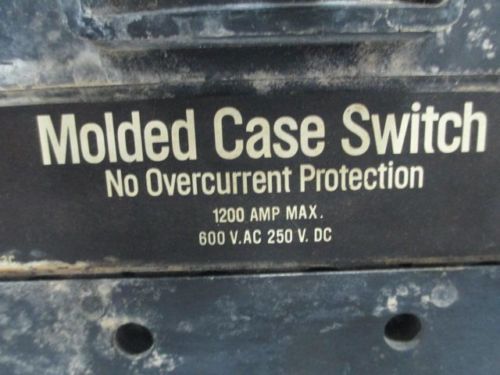 Molded Case Switch
No Overcurrent Protection
1200 AMP MAX.
600 V.AC 250 V. DC